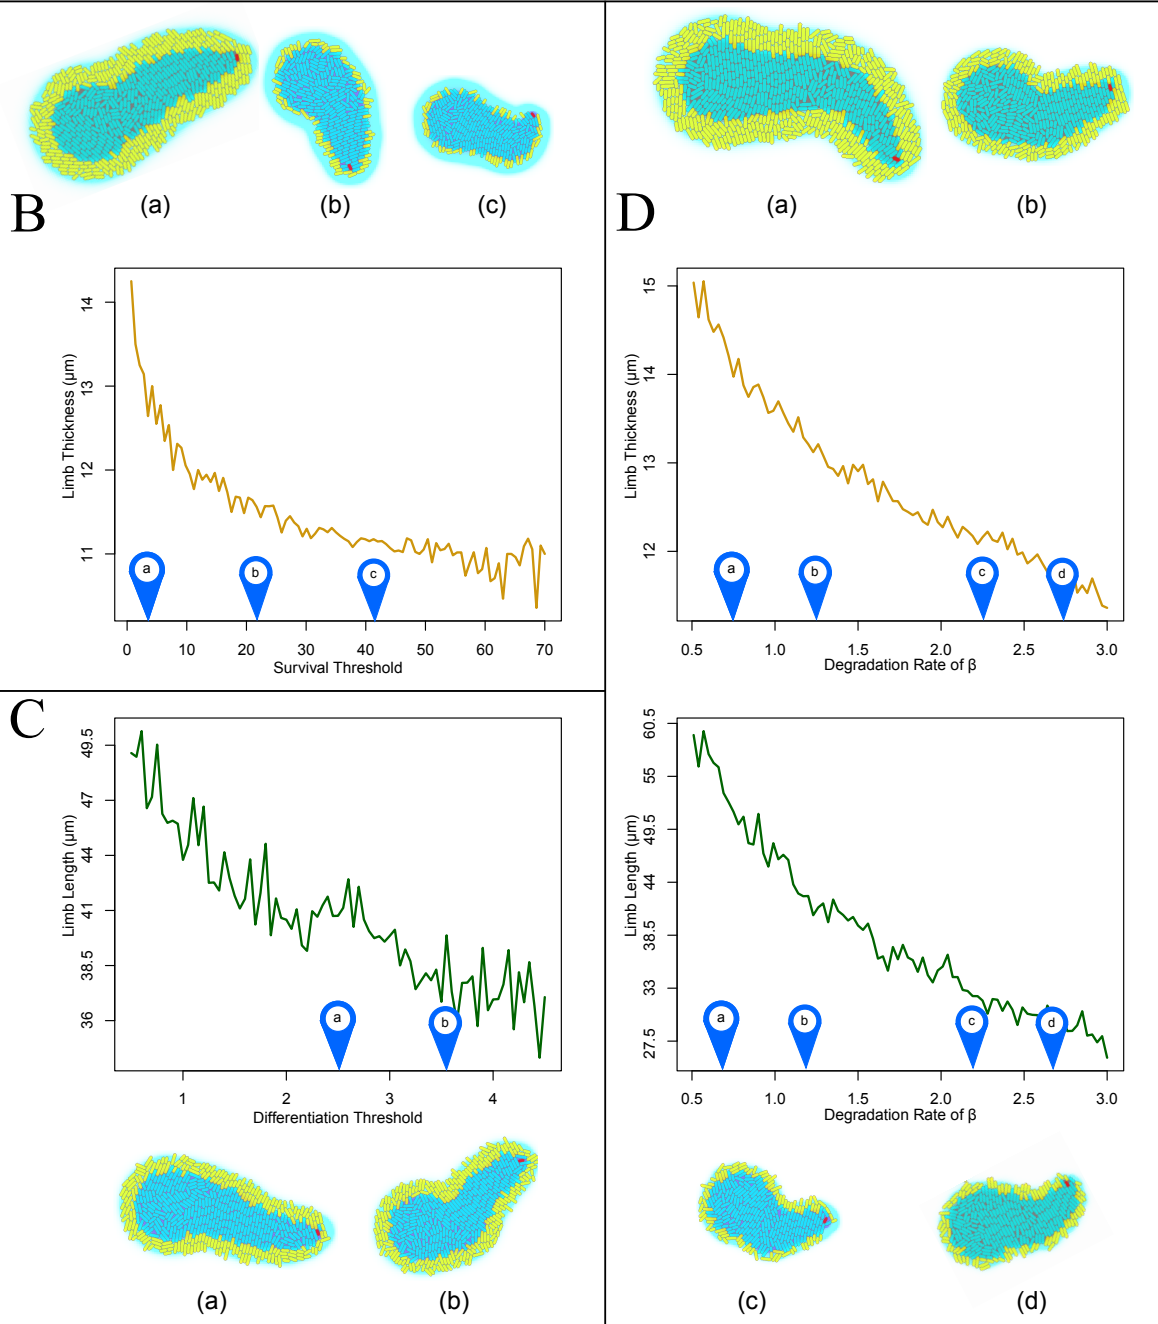 (a) (b) (c)
B
14
13
12
11
Limb Thickness (μm)
a b c
0 10 20 30 40 50 60 70
Survival Threshold
C
49.5
47
44
41
38.5
36
Limb Length (μm)
a b
1 2 3 4
Differentiation Threshold
(a) (b)
(a) (b)
D
15
14
13
12
Limb Thickness (μm)
a b c d
0.5 1.0 1.5 2.0 2.5 3.0
Degradation Rate of β
60.5
55
49.5
44
38.5
33
27.5
Limb Length (μm)
a b c d
0.5 1.0 1.5 2.0 2.5 3.0
Degradation Rate of β
(c) (d)